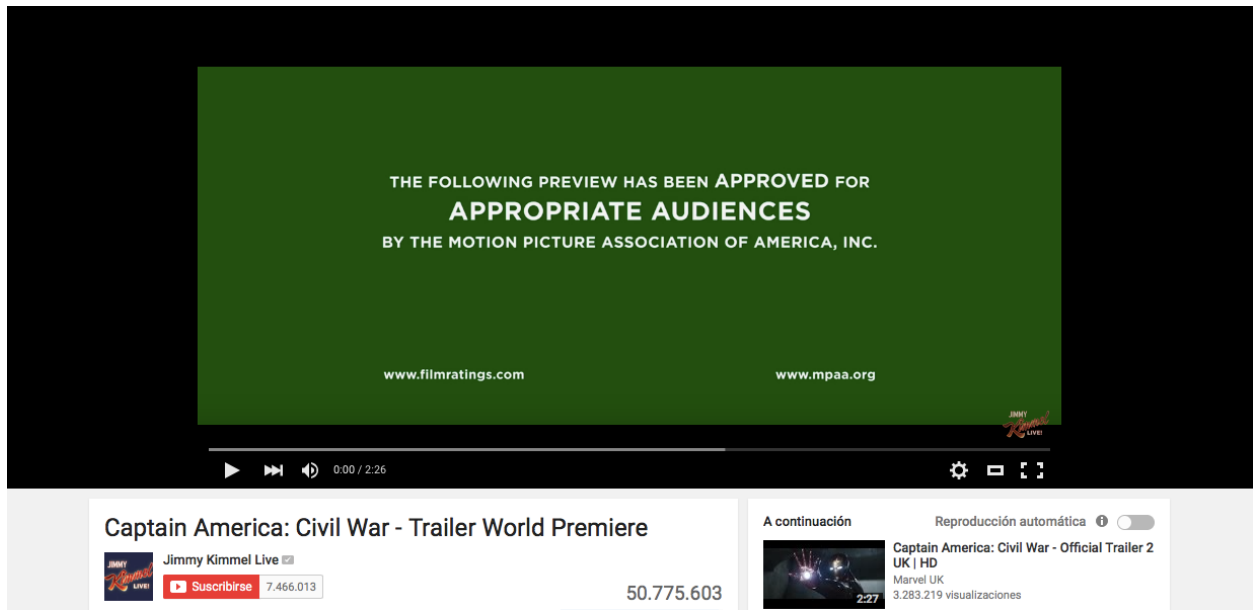 THE FOLLOWING PREVIEW HAS BEEN APPROVED FOR
APPROPRIATE AUDIENCES
BY THE MOTION PICTURE ASSOCIATION OF AMERICA, INC.
www.filmratings.com
www.mpaa.org
JIMMY
Kimmel
LIVE!
0:00 / 2:26
Captain America: Civil War - Trailer World Premiere
JIMMY
Kimmel
LIVE!
Jimmy Kimmel Live
Suscribirse 7.466.013
50.775.603
A continuación
Reproducción automática
Captain America: Civil War - Official Trailer 2
UK | HD
Marvel UK
3.283.219 visualizaciones
2:27